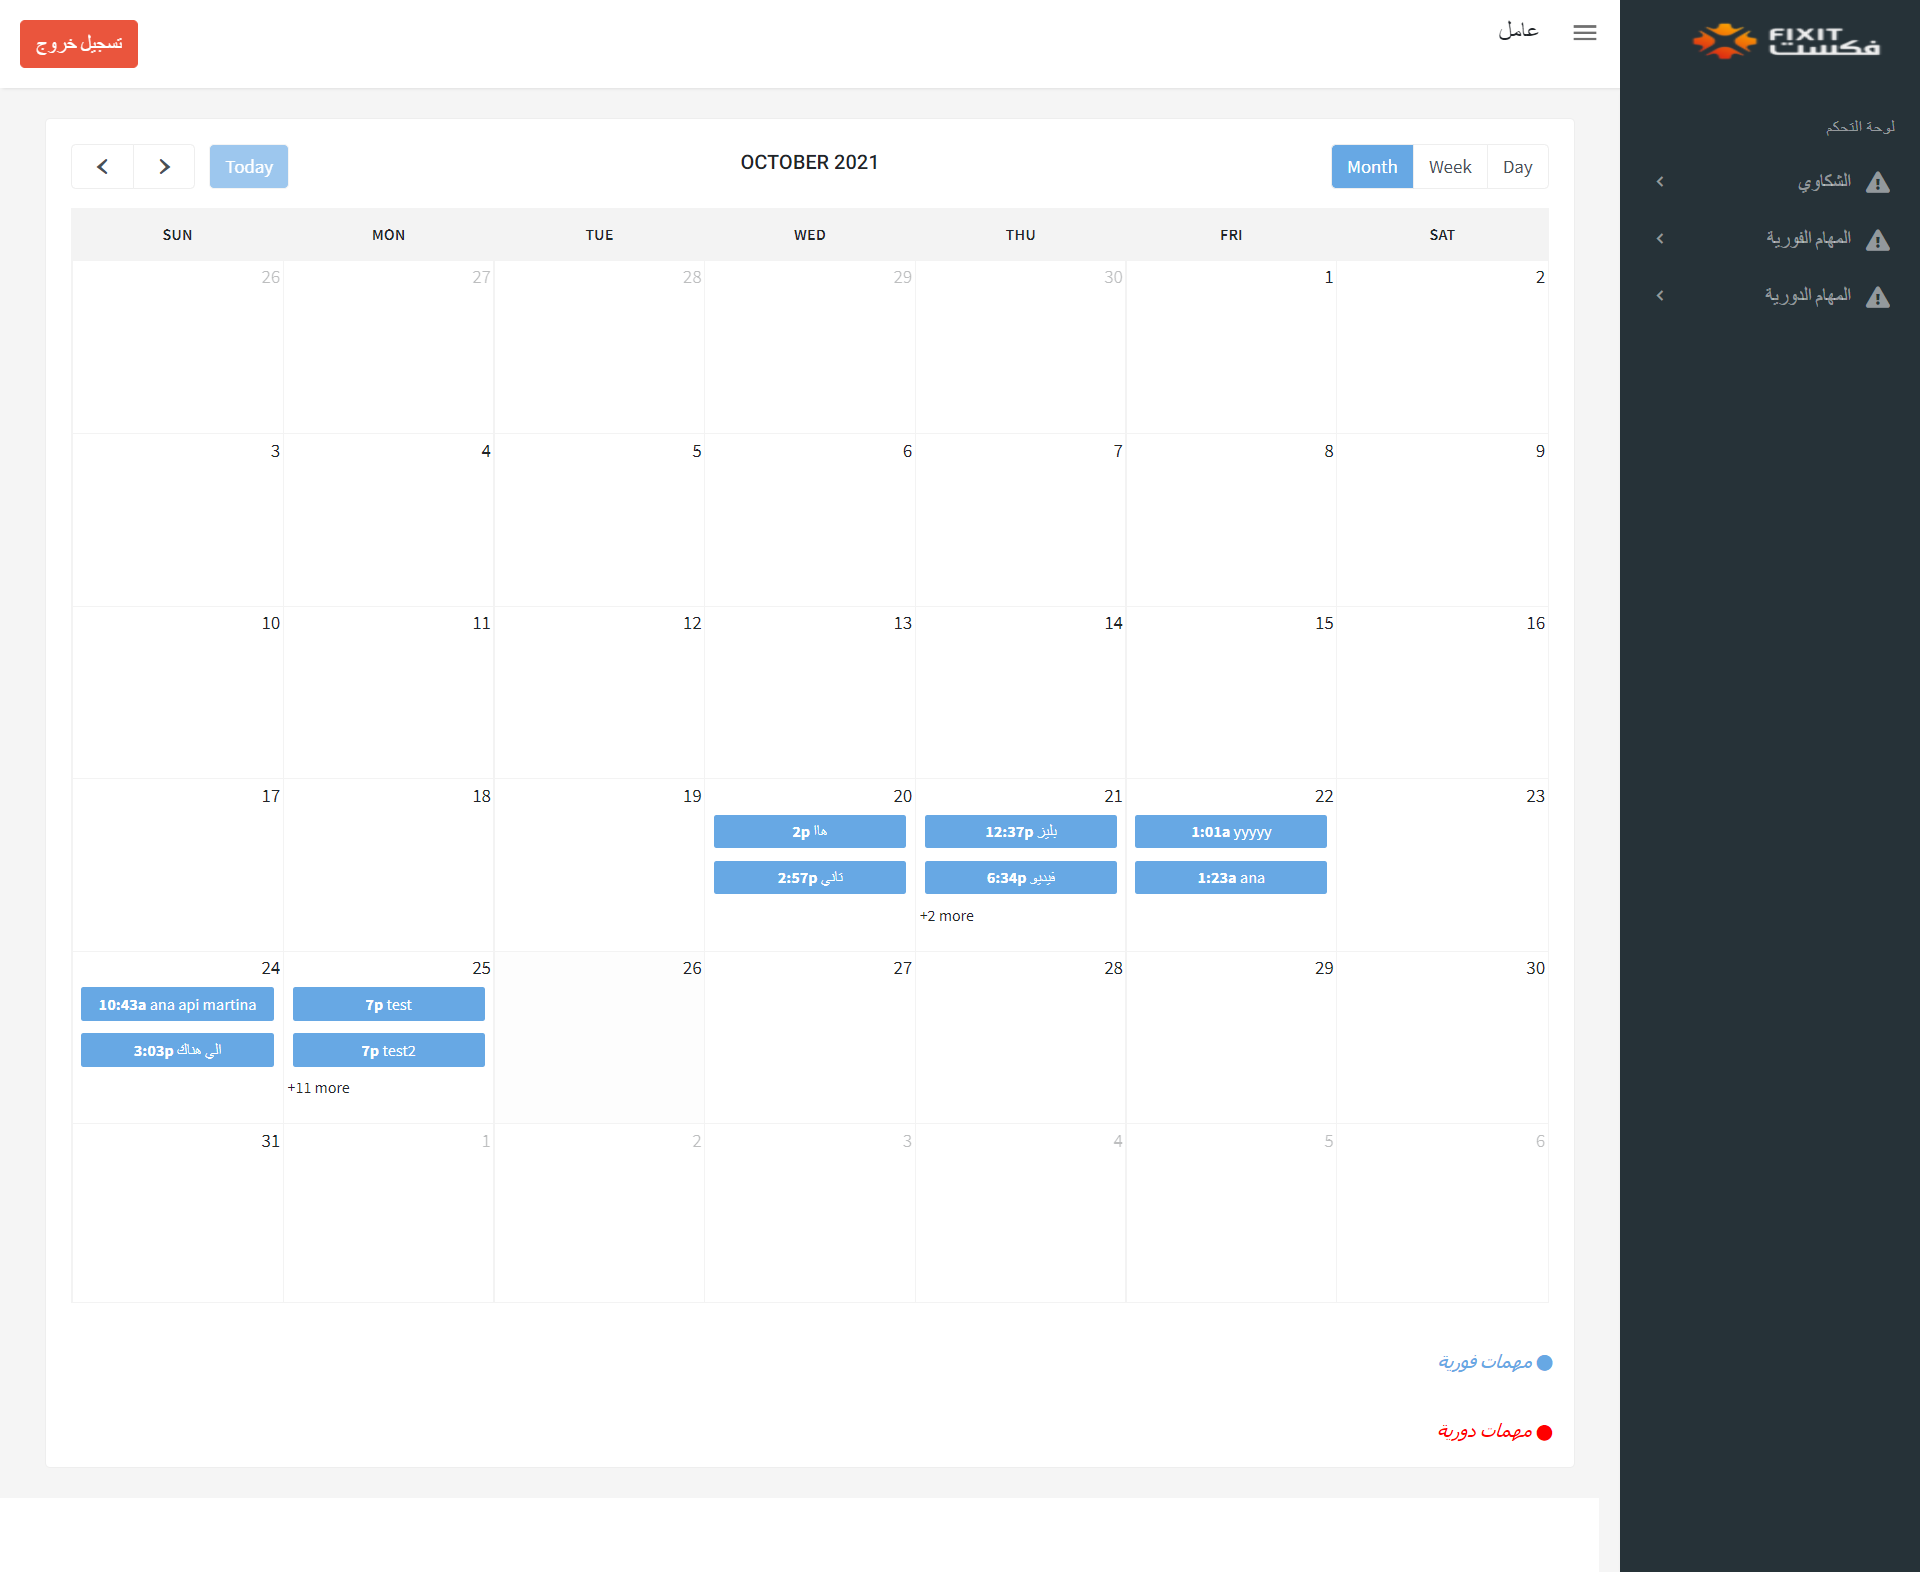 FIXIT
فكست
عامل
تسجيل خروج
لوحة التحكم
الشكاوي
المهام الفورية
المهام الدورية
Today
OCTOBER 2021
Month Week Day
SUN MON TUE WED THU FRI SAT
26 27 28 29 30 1 2
3 4 5 6 7 8 9
10 11 12 13 14 15 16
17 18 19 20 21 22 23
2p هاا
12:37p بليز
1:01a yyyyy
2:57p تاني
6:34p فيديو
1:23a ana
+2 more
24 25 26 27 28 29 30
10:43a ana api martina
7p test
3:03p الي هناك
7p test2
+11 more
31 1 2 3 4 5 6
مهمات فورية
مهمات دورية